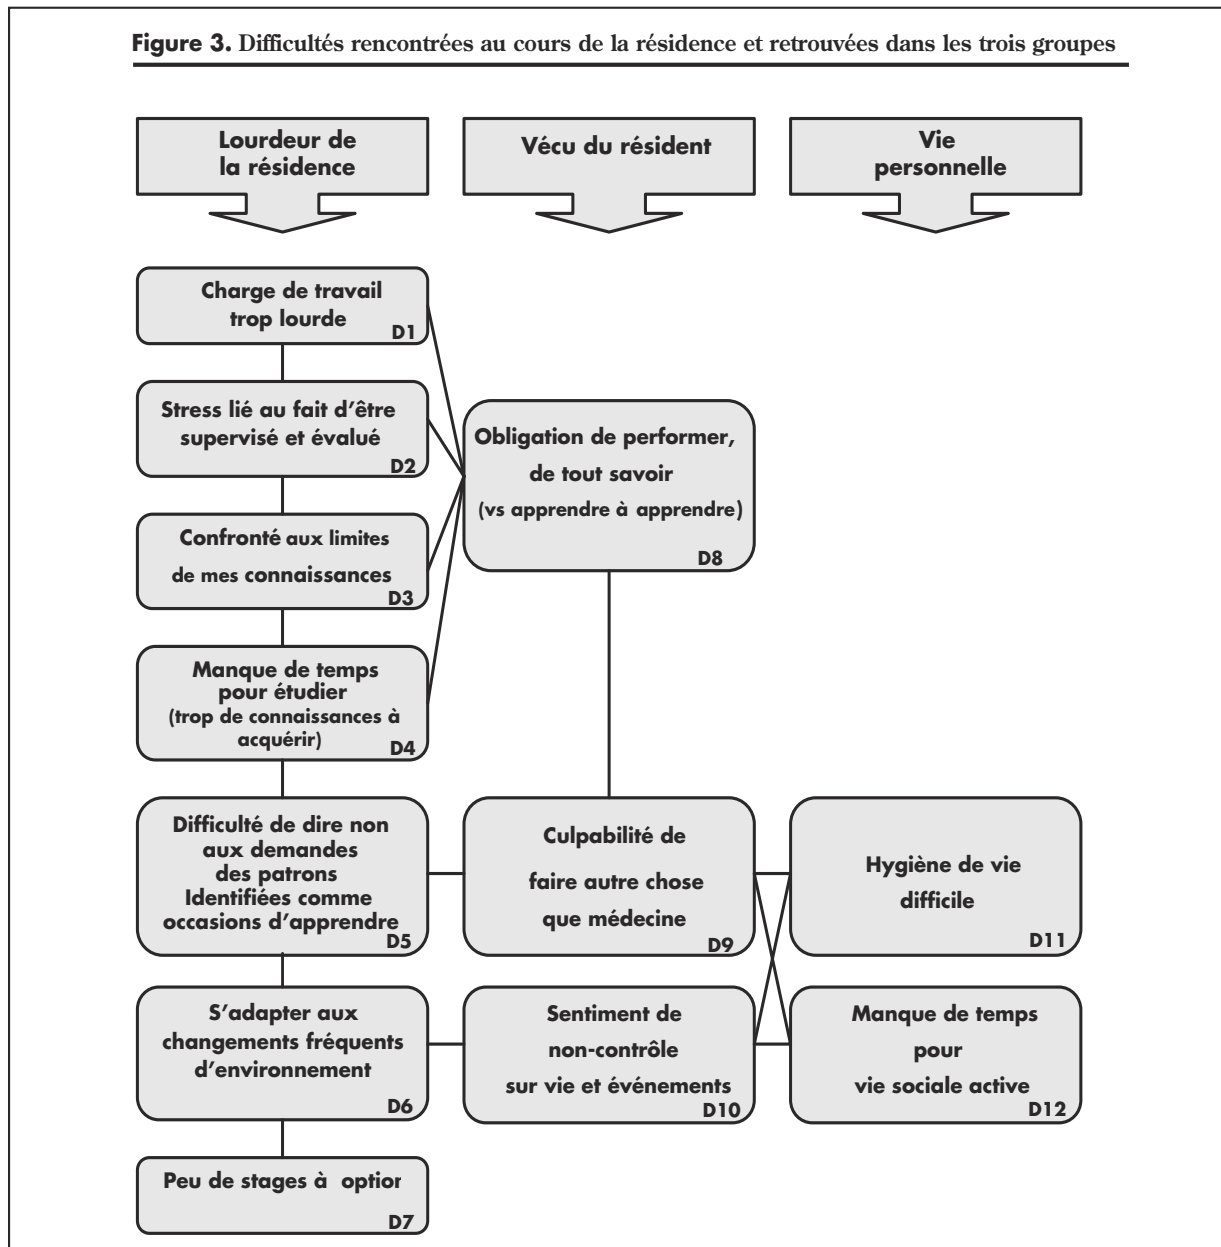 Figure 3. Difficultés rencontrées au cours de la résidence et retrouvées dans les trois groupes
Lourdeur de
la résidence
Vécu du résident
Vie
personnelle
Charge de travail
trop lourde
D1
Stress lié au fait d'être
supervisé et évalué
D2
Confronté aux limites
de mes connaissances
D3
Manque de temps
pour étudier
(trop de connaissances à
acquérir)
D4
Difficulté de dire non
aux demandes
des patrons
Identifiées comme
occasions d'apprendre
D5
S'adapter aux
changements fréquents
d'environnement
D6
Peu de stages à optior
D7
Obligation de performer,
de tout savoir
(vs apprendre à apprendre)
D8
Culpabilité de
faire autre chose
que médecine
D9
Sentiment de
non-contrôle
sur vie et événements
D10
Hygiène de vie
difficile
D11
Manque de temps
pour
vie sociale active
D12